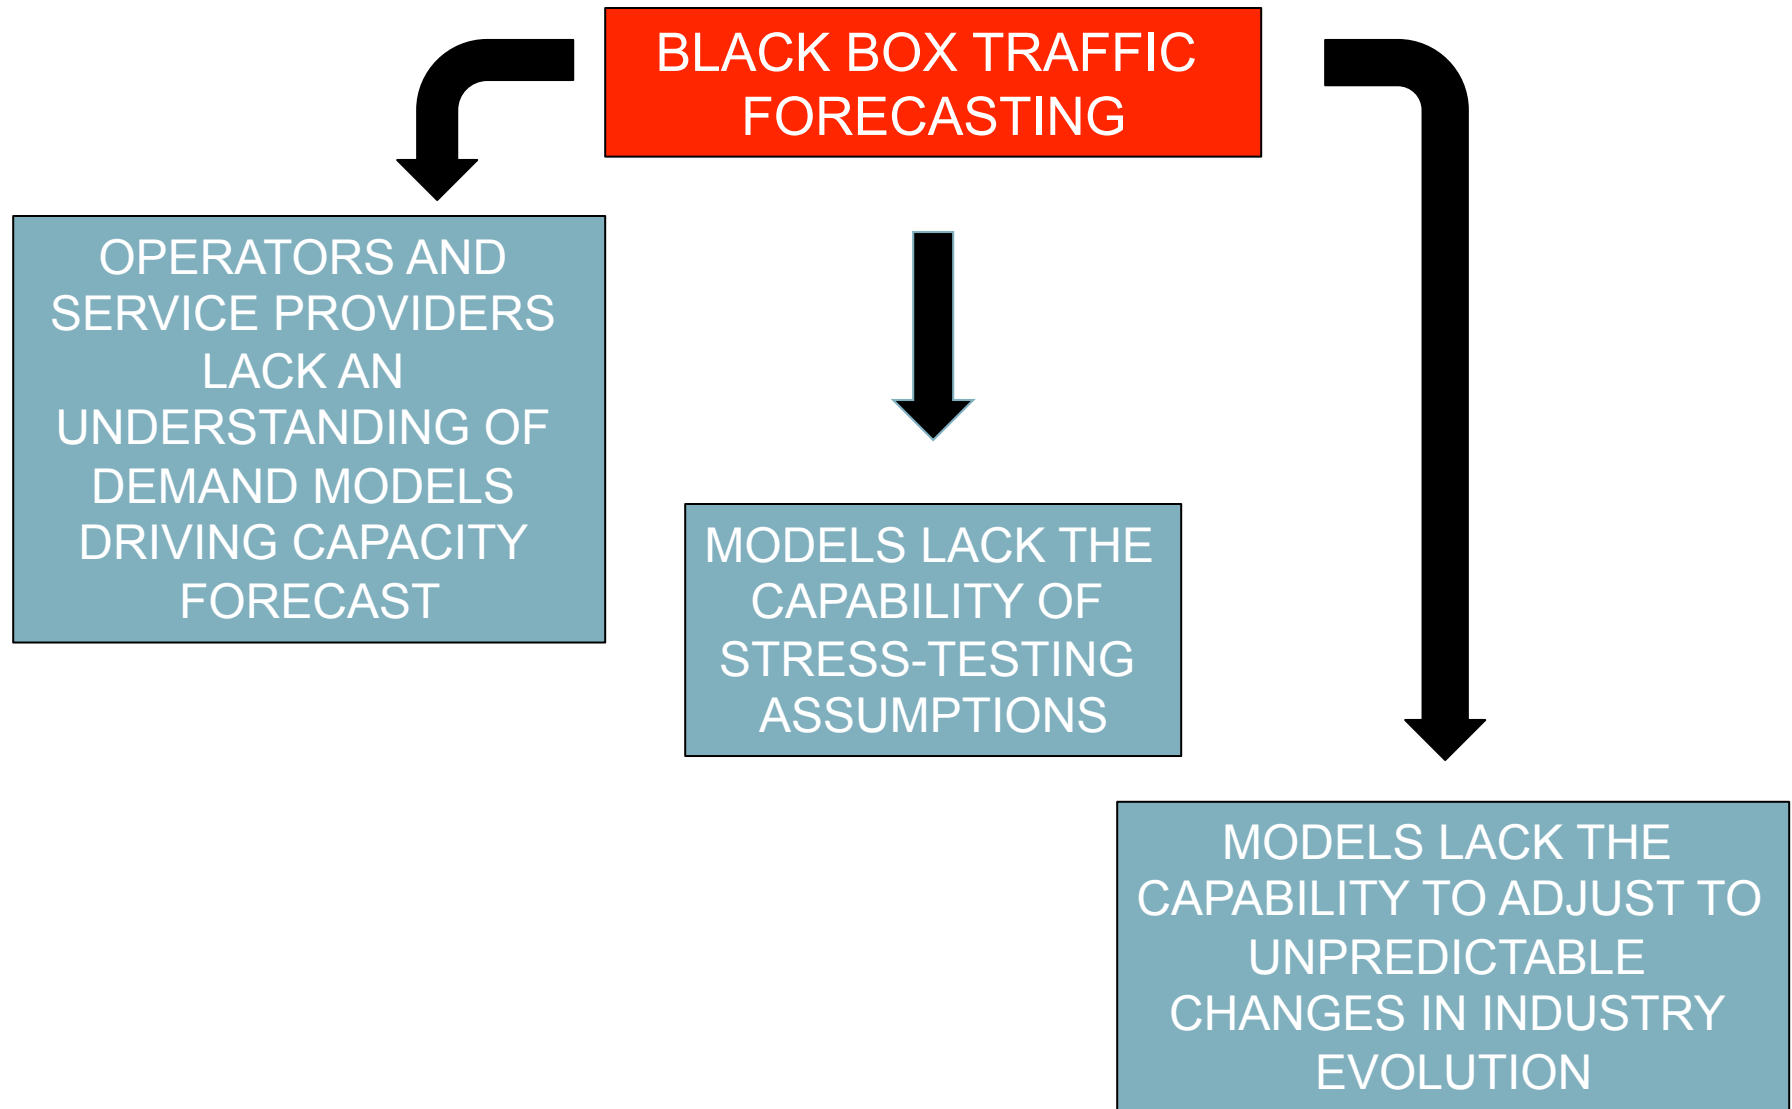 BLACK BOX TRAFFIC
FORECASTING
OPERATORS AND
SERVICE PROVIDERS
LACK AN
UNDERSTANDING OF
DEMAND MODELS
DRIVING CAPACITY
FORECAST
MODELS LACK THE
CAPABILITY OF
STRESS-TESTING
ASSUMPTIONS
MODELS LACK THE
CAPABILITY TO ADJUST TO
UNPREDICTABLE
CHANGES IN INDUSTRY
EVOLUTION